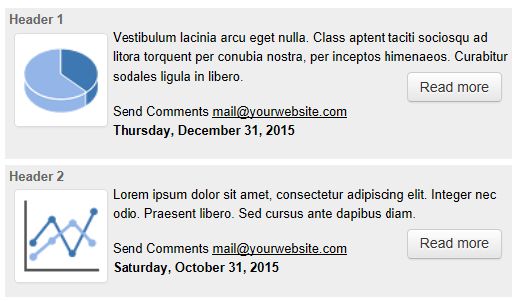 Header 1
Vestibulum lacinia arcu eget nulla. Class aptent taciti sociosqu ad
litora torquent per conubia nostra, per inceptos himenaeos. Curabitur
sodales ligula in libero.
Read more
Send Comments mail@yourwebsite.com
Thursday, December 31, 2015
Header 2
Lorem ipsum dolor sit amet, consectetur adipiscing elit. Integer nec
odio. Praesent libero. Sed cursus ante dapibus diam.
Read more
Send Comments mail@yourwebsite.com
Saturday, October 31, 2015